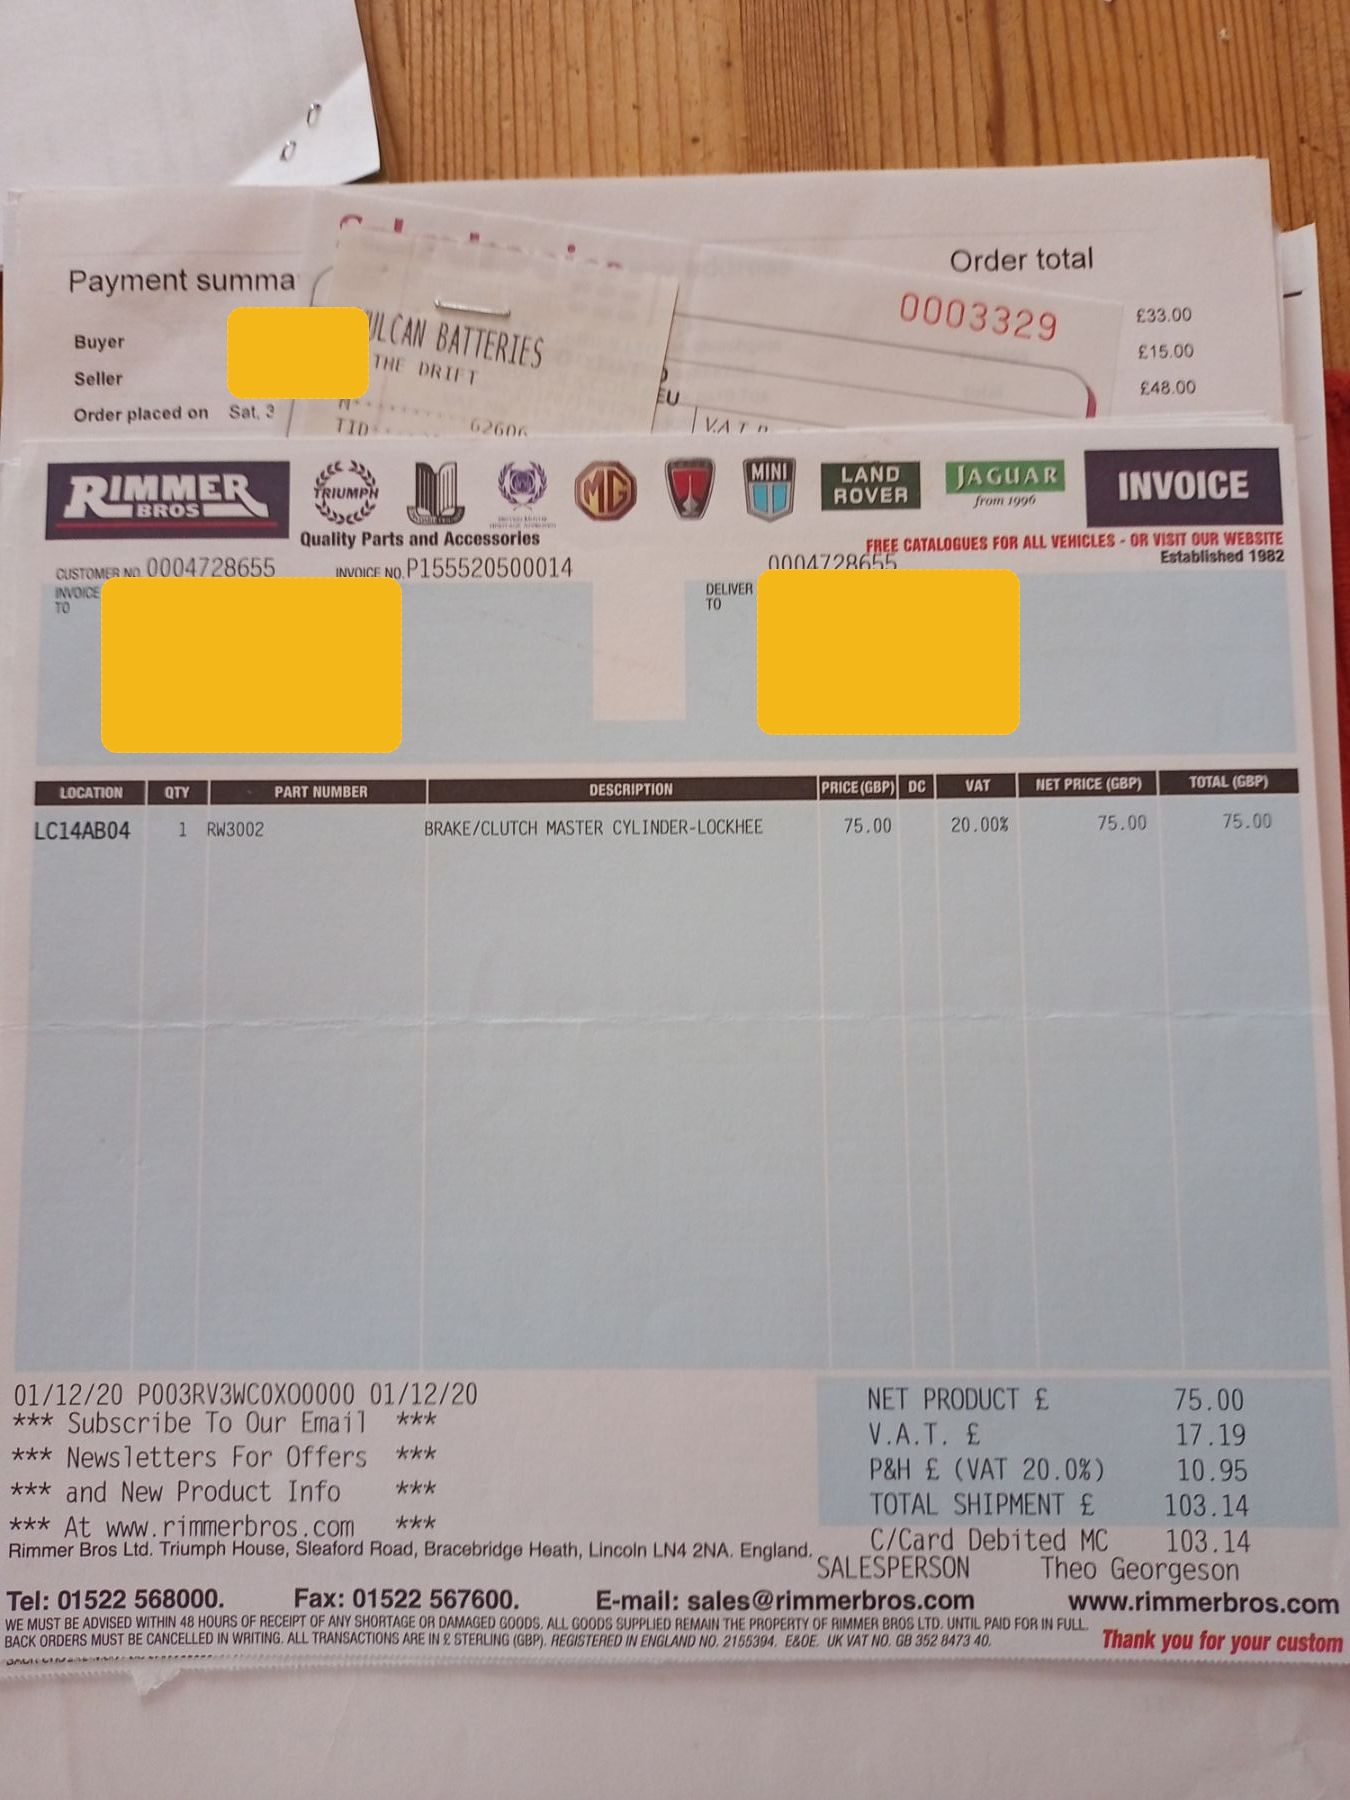 Order total
Payment summa
0003329
£33.00
Buyer
ULCAN BATTERIES
£15.00
Seller
THE DRIFT
EU
£48.00
Order placed on Sat, 3
TID 62606
RIMMER
BROS
TRIUMPH
MG
MINI
LAND
ROVER
JAGUAR
from 1996
INVOICE
Quality Parts and Accessories
FREE CATALOGUES FOR ALL VEHICLES - OR VISIT OUR WEBSITE
Established 1982
CUSTOMER NO. 0004728655 INVOICE NO. P155520500014 0004728655
INVOICE
TO
DELIVER
TO
LOCATION QTY PART NUMBER DESCRIPTION PRICE(GBP) DC VAT NET PRICE (GBP) TOTAL (GBP)
LC14AB04 1 RW3002 BRAKE/CLUTCH MASTER CYLINDER-LOCKHEE 75.00 20.00% 75.00 75.00
01/12/20 P003RV3WC0XO0000 01/12/20
*** Subscribe To Our Email ***
*** Newsletters For Offers ***
*** and New Product Info ***
*** At www.rimmerbros.com ***
NET PRODUCT £ 75.00
V.A.T. £ 17.19
P&H £ (VAT 20.0%) 10.95
TOTAL SHIPMENT £ 103.14
C/Card Debited MC 103.14
Rimmer Bros Ltd. Triumph House, Sleaford Road, Bracebridge Heath, Lincoln LN4 2NA. England.
SALESPERSON Theo Georgeson
Tel: 01522 568000. Fax: 01522 567600. E-mail: sales@rimmerbros.com www.rimmerbros.com
WE MUST BE ADVISED WITHIN 48 HOURS OF RECEIPT OF ANY SHORTAGE OR DAMAGED GOODS. ALL GOODS SUPPLIED REMAIN THE PROPERTY OF RIMMER BROS LTD. UNTIL PAID FOR IN FULL.
BACK ORDERS MUST BE CANCELLED IN WRITING. ALL TRANSACTIONS ARE IN £ STERLING (GBP). REGISTERED IN ENGLAND NO. 2155394. E&OE. UK VAT NO. GB 352 8473 40.
Thank you for your custom